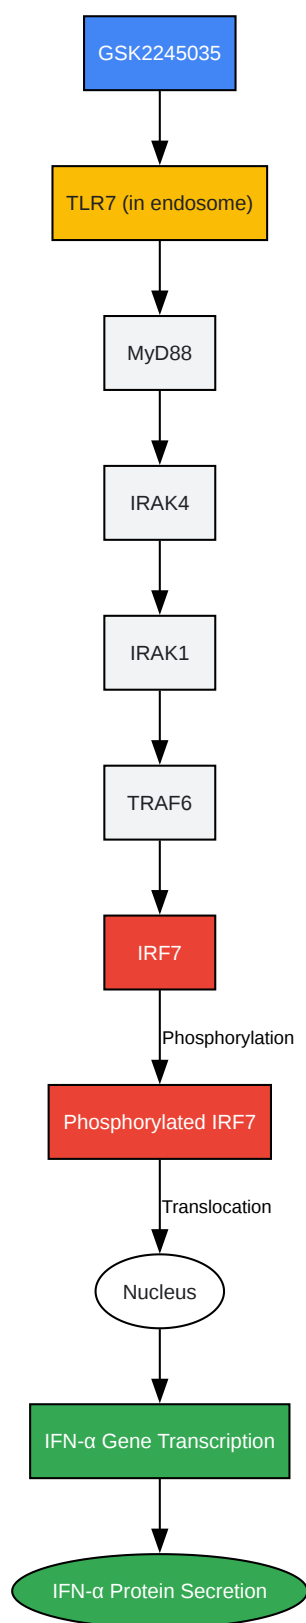 GSK2245035
TLR7 (in endosome)
MyD88
IRAK4
IRAK1
TRAF6
IRF7
Phosphorylation
Phosphorylated IRF7
Translocation
Nucleus
IFN-α Gene Transcription
IFN-α Protein Secretion